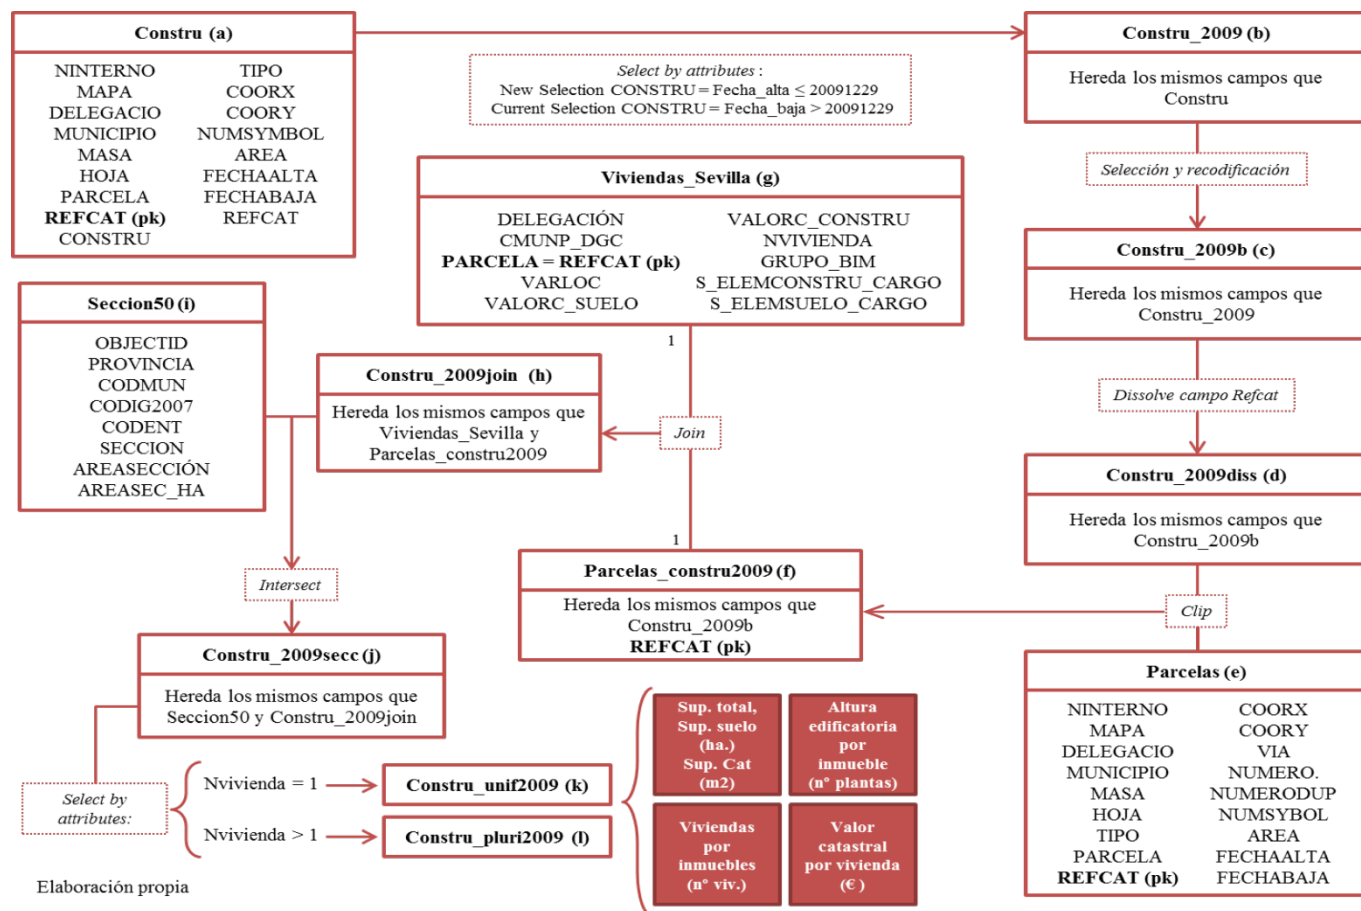 Constru (a)
NINTERNO TIPO
MAPA COORX
DELEGACIO COORY
MUNICIPIO NUMSYMBOL
MASA AREA
HOJA FECHAALTA
PARCELA FECHABAJA
REFCAT (pk) REFCAT
CONSTRU
Select by attributes :
New Selection CONSTRU = Fecha_alta ≤ 20091229
Current Selection CONSTRU = Fecha_baja > 20091229
Constru_2009 (b)
Hereda los mismos campos que
Constru
Selección y recodificación
Viviendas_Sevilla (g)
DELEGACIÓN VALORC_CONSTRU
CMUNP_DGC NVIVIENDA
PARCELA = REFCAT (pk) GRUPO_BIM
VARLOC S_ELEMCONSTRU_CARGO
VALORC_SUELO S_ELEMSUELO_CARGO
Constru_2009b (c)
Hereda los mismos campos que
Constru_2009
Seccion50 (i)
OBJECTID
PROVINCIA
CODMUN
CODIG2007
CODENT
SECCION
AREASECCIÓN
AREASEC_HA
1
Constru_2009join (h)
Hereda los mismos campos que
Viviendas_Sevilla y
Parcelas_constru2009
Join
Dissolve campo Refcat
Constru_2009diss (d)
Hereda los mismos campos que
Constru_2009b
1
Parcelas_constru2009 (f)
Hereda los mismos campos que
Constru_2009b
REFCAT (pk)
Intersect
Clip
Constru_2009secc (j)
Hereda los mismos campos que
Seccion50 y Constru_2009join
Parcelas (e)
NINTERNO COORX
MAPA COORY
DELEGACIO VIA
MUNICIPIO NUMERO.
MASA NUMERODUP
HOJA NUMSYBOL
TIPO AREA
PARCELA FECHAALTA
REFCAT (pk) FECHABAJA
Select by
attributes:
Nvivienda = 1
Constru_unif2009 (k)
Nvivienda > 1
Constru_pluri2009 (l)
Sup. total,
Sup. suelo
(ha.)
Sup. Cat
(m2)
Altura
edificatoria
por
inmueble
(nº plantas)
Viviendas
por
inmuebles
(nº viv.)
Valor
catastral
por vivienda
(€ )
Elaboración propia